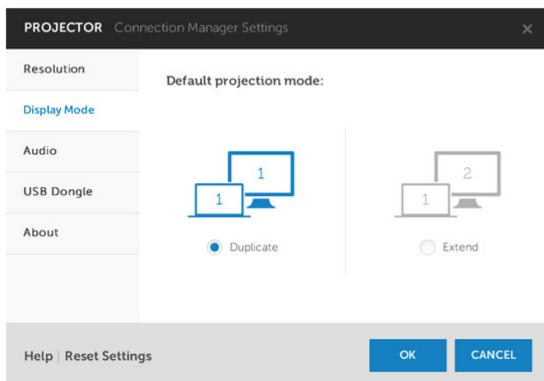 PROJECTOR Connection Manager Settings ×
Resolution
Display Mode
Audio
USB Dongle
About
Default projection mode:
1
1
Duplicate
2
1
Extend
Help | Reset Settings
OK
CANCEL